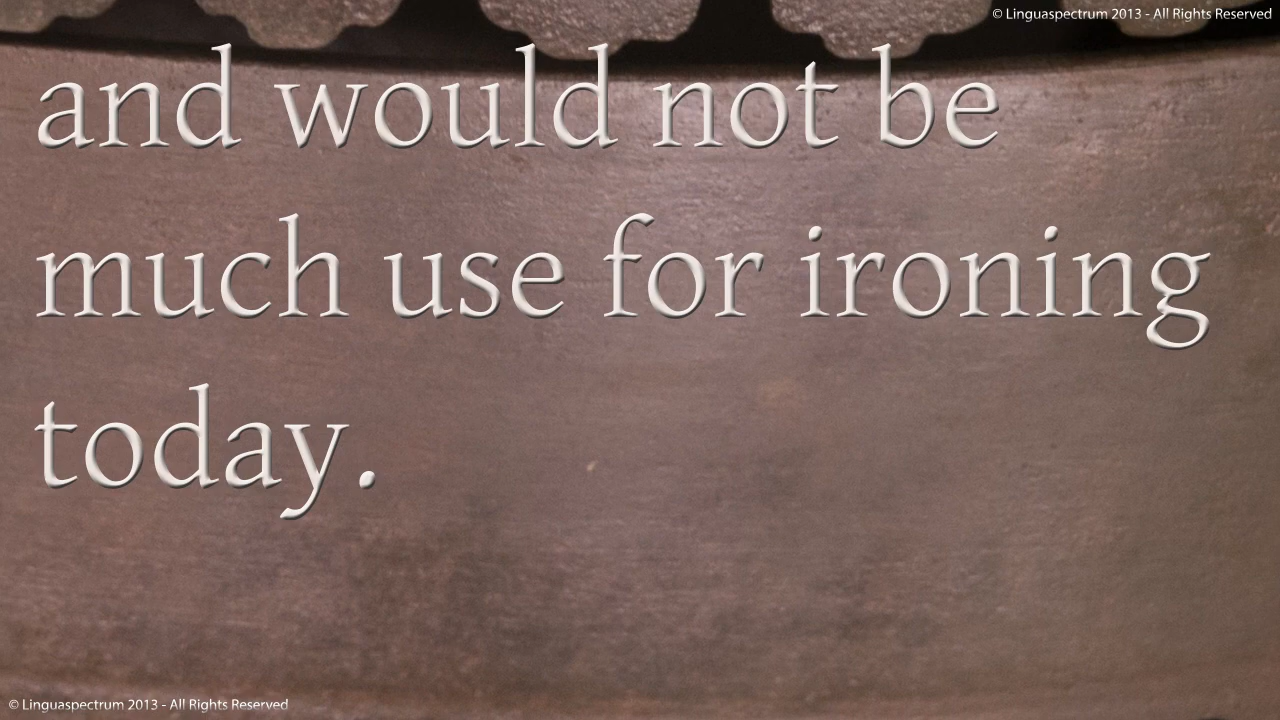 © Linguaspectrum 2013 - All Rights Reserved
and would not be
much use for ironing
today.
© Linguaspectrum 2013 - All Rights Reserved